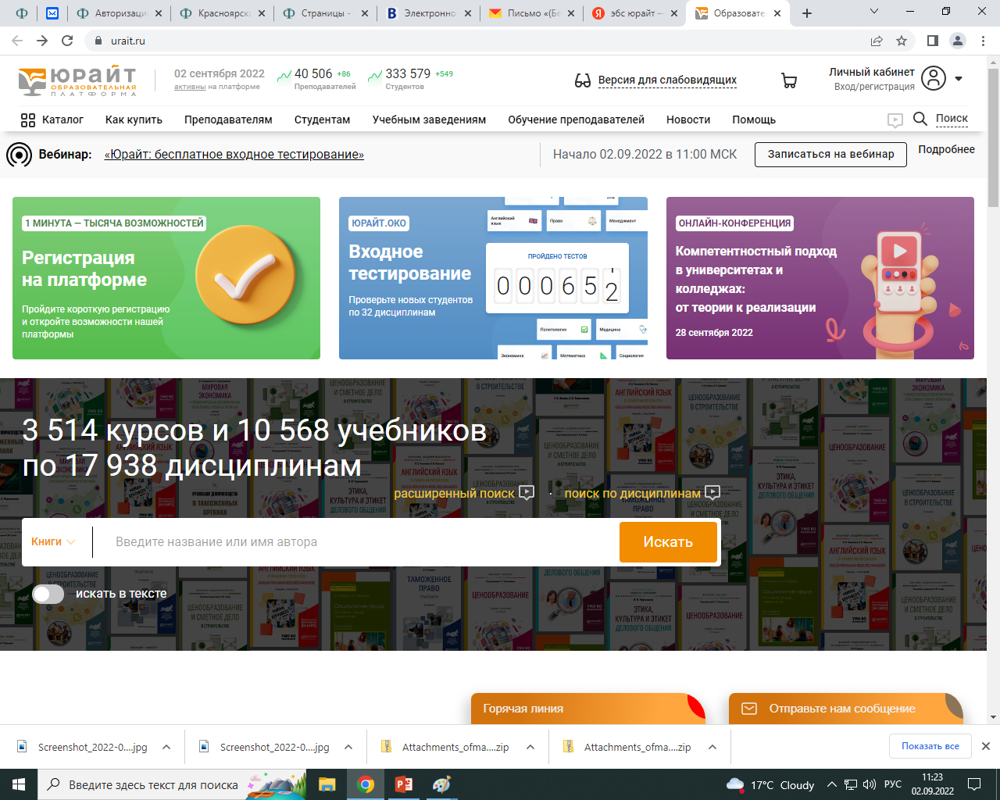 Авторизаци
Красноярск
Страницы -
Электронно
Письмо «(Бе
эбс юрайт —
Образовате
urait.ru
ЮРАЙТ
ОБРАЗОВАТЕЛЬНАЯ
ПЛАТФОРМА
02 сентября 2022
активны на платформе
40 506 +86
Преподавателей
333 579 +549
Студентов
Версия для слабовидящих
Личный кабинет
Вход/регистрация
Каталог
Как купить
Преподавателям
Студентам
Учебным заведениям
Обучение преподавателей
Новости
Помощь
Поиск
Вебинар: «Юрайт: бесплатное входное тестирование»
Начало 02.09.2022 в 11:00 МСК
Записаться на вебинар
Подробнее
1 МИНУТА — ТЫСЯЧА ВОЗМОЖНОСТЕЙ
Регистрация
на платформе
Пройдите короткую регистрацию
и откройте возможности нашей
платформы
ЮРАЙТ.ОКО
Входное
тестирование
Проверьте новых студентов
по 32 дисциплинам
Английский
язык
Право
Менеджмент
ПРОЙДЕНО ТЕСТОВ
000652
Политология
Медицина
Экономика
Математика
Социология
ОНЛАЙН-КОНФЕРЕНЦИЯ
Компетентностный подход
в университетах и
колледжах:
от теории к реализации
28 сентября 2022
3 514 курсов и 10 568 учебников
по 17 938 дисциплинам
расширенный поиск
·
поиск по дисциплинам
Книги
Введите название или имя автора
Искать
искать в тексте
Горячая линия
Отправьте нам сообщение
Screenshot_2022-0....jpg
Screenshot_2022-0....jpg
Attachments_ofma....zip
Attachments_ofma....zip
Показать все
Введите здесь текст для поиска
17°C Cloudy
РУС
11:23
02.09.2022